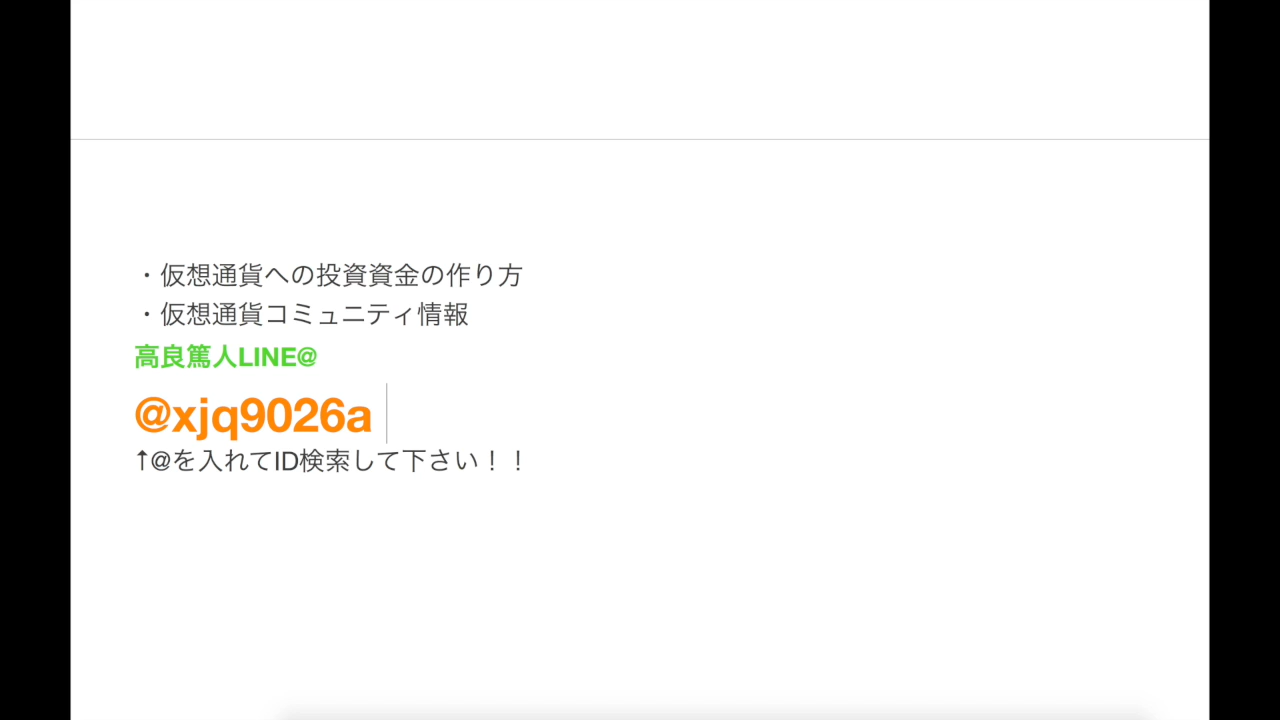 ・仮想通貨への投資資金の作り方
・仮想通貨コミュニティ情報
高良篤人LINE@
@xjq9026a
↑@を入れてID検索して下さい！！